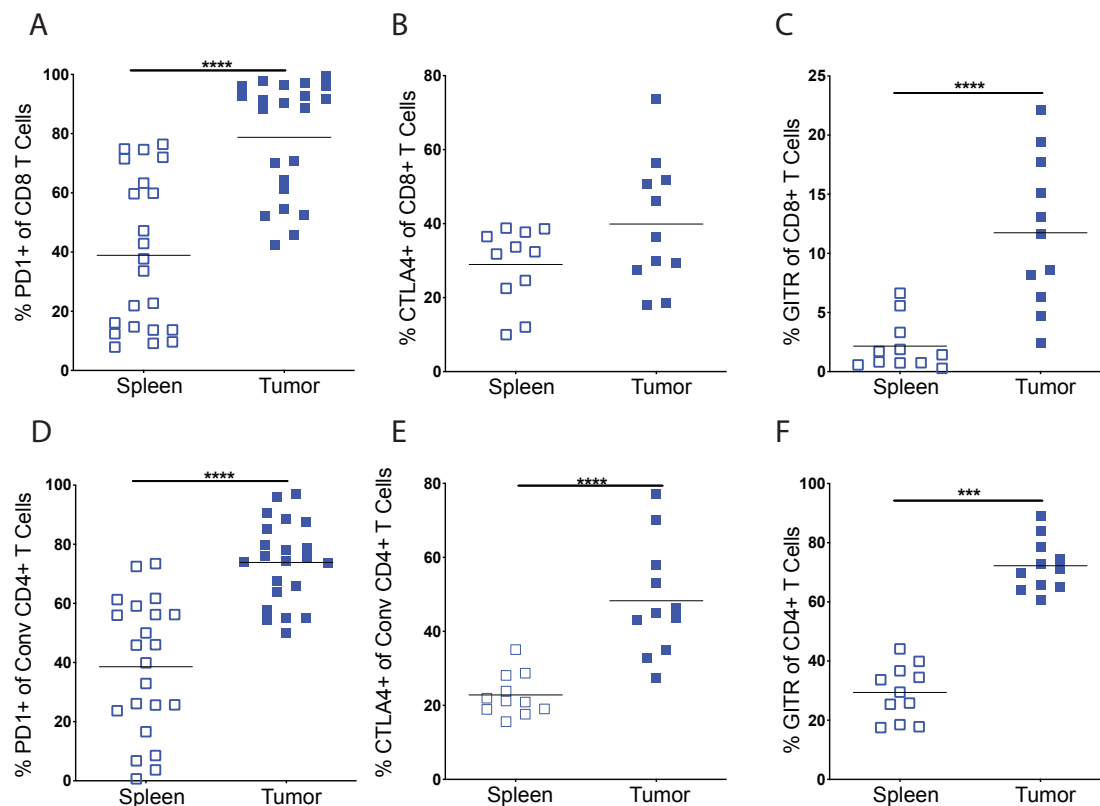 A
B
C
% PD1+ of CD8 T Cells
100
80
60
40
20
0
****
Spleen
Tumor
% CTLA4+ of CD8+ T Cells
80
60
40
20
0
Spleen
Tumor
% GITR of CD8+ T Cells
25
20
15
10
5
0
****
Spleen
Tumor
D
E
F
% PD1+ of Conv CD4+ T Cells
100
80
60
40
20
0
****
Spleen
Tumor
% CTLA4+ of Conv CD4+ T Cells
80
60
40
20
0
****
Spleen
Tumor
% GITR of CD4+ T Cells
100
80
60
40
20
0
***
Spleen
Tumor